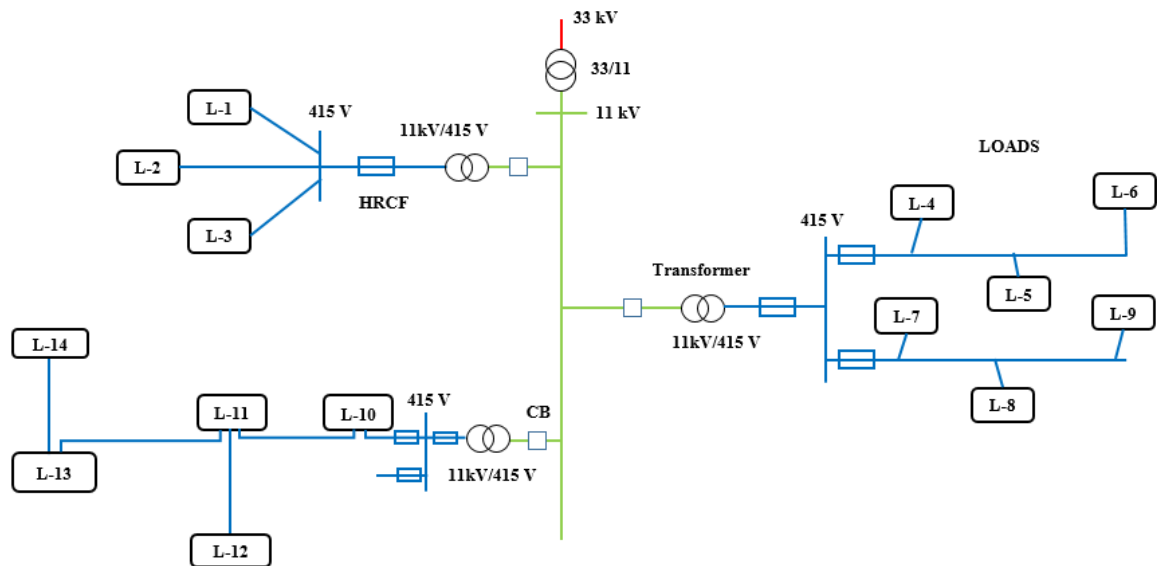 33 kV
33/11
11 kV
L-1
415 V
11kV/415 V
L-2
HRCF
L-3
LOADS
L-4
L-6
415 V
Transformer
L-5
11kV/415 V
L-7
L-9
L-8
L-14
L-11
L-10
415 V
CB
L-13
11kV/415 V
L-12